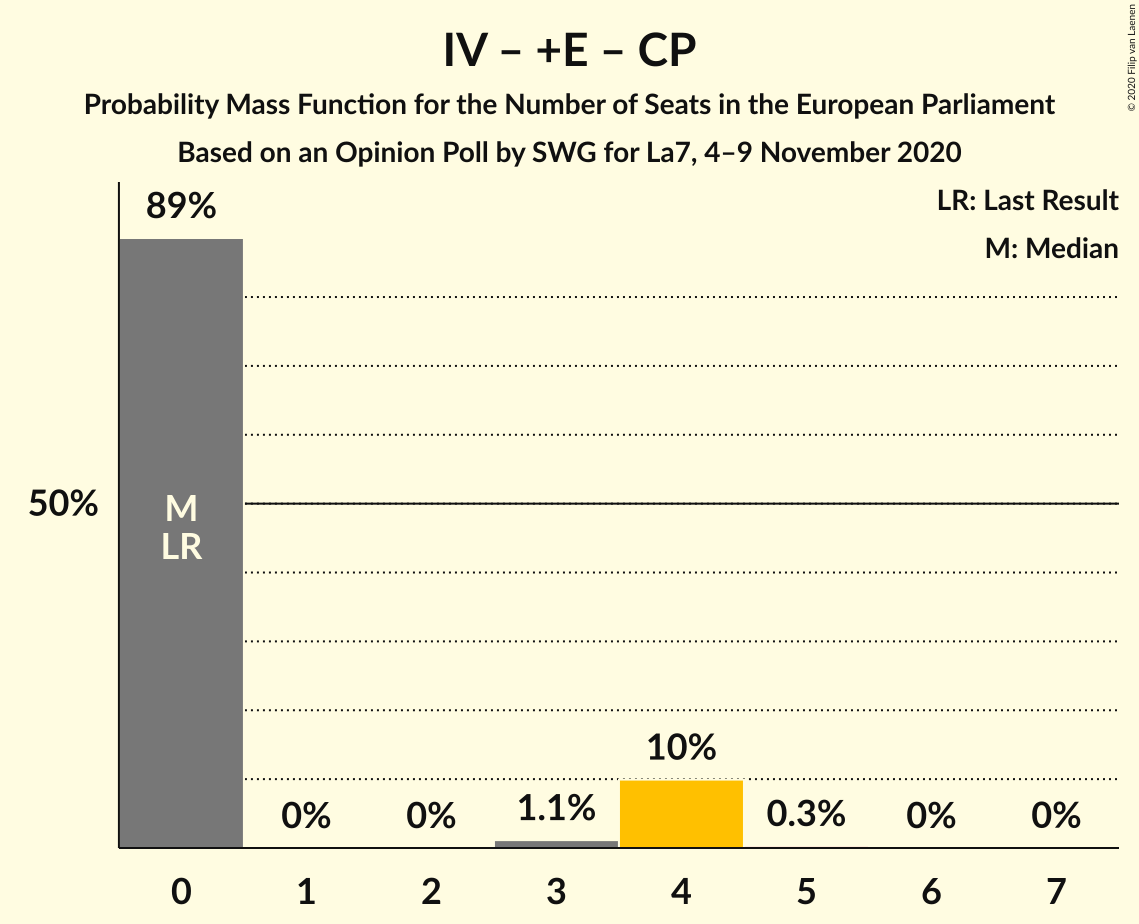 IV – +E – CP
Probability Mass Function for the Number of Seats in the European Parliament
Based on an Opinion Poll by SWG for La7, 4–9 November 2020
© 2020 Filip van Laenen
LR: Last Result
M: Median
89%
50%
M
LR
0%
0%
1.1%
10%
0.3%
0%
0%
0 1 2 3 4 5 6 7